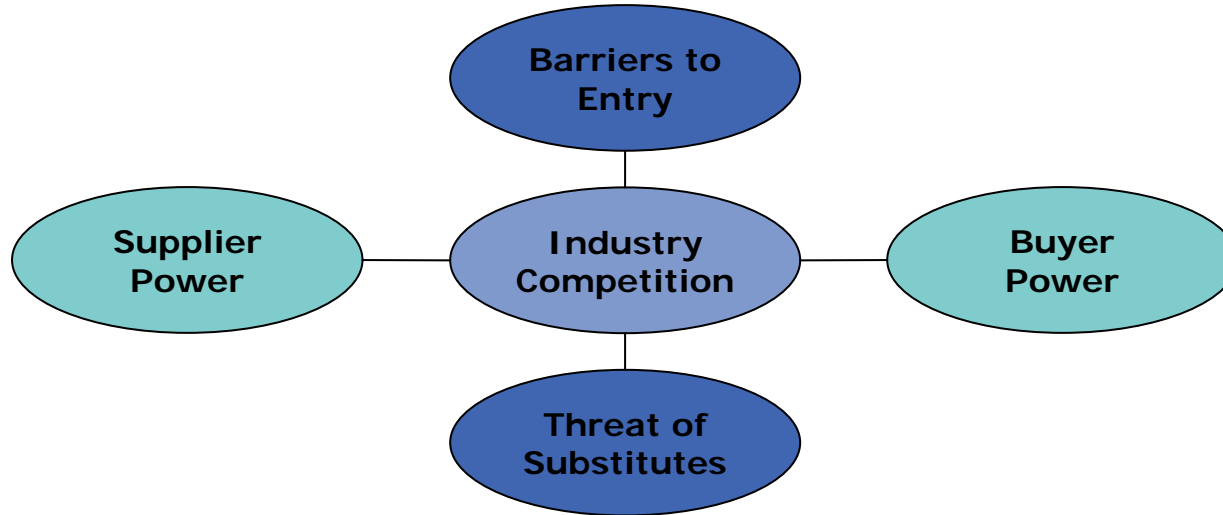 Barriers to
Entry
Supplier
Power
Industry
Competition
Buyer
Power
Threat of
Substitutes